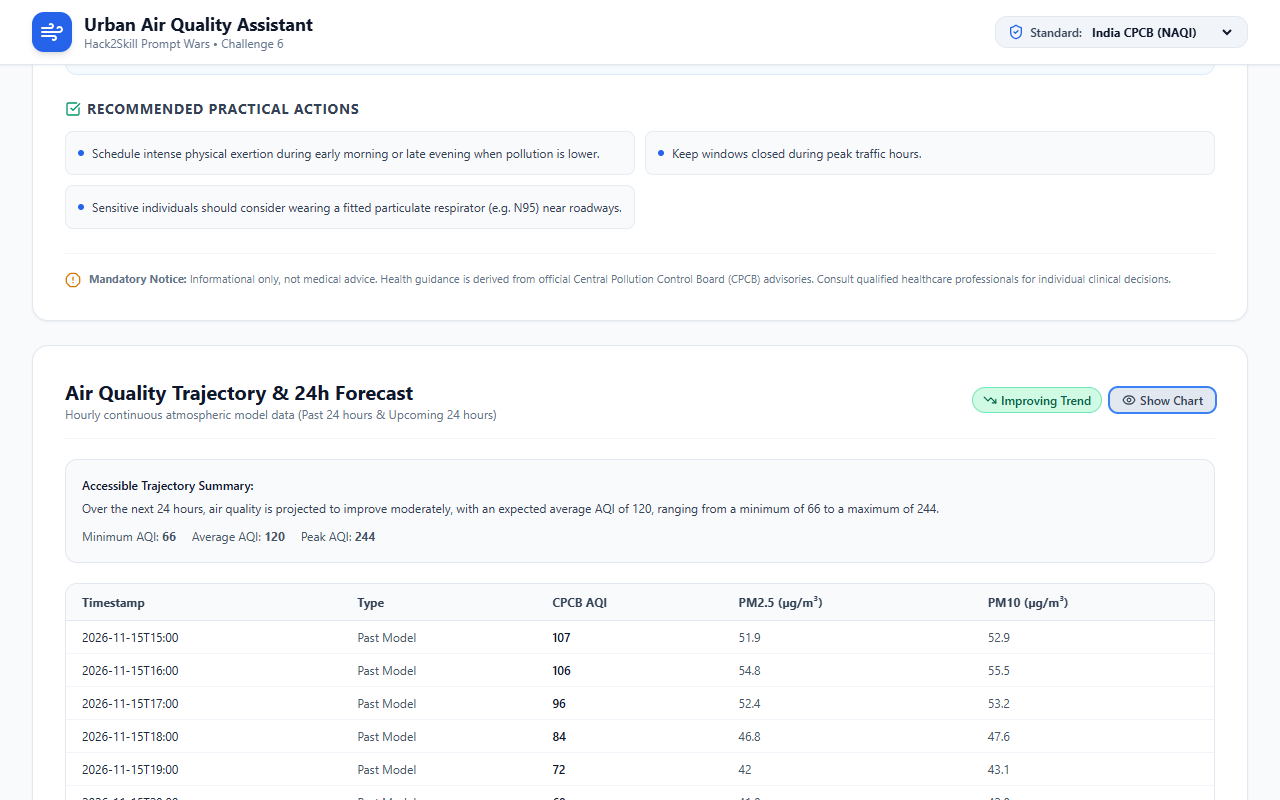 Urban Air Quality Assistant
Hack2Skill Prompt Wars • Challenge 6
Standard: India CPCB (NAQI)
RECOMMENDED PRACTICAL ACTIONS
Schedule intense physical exertion during early morning or late evening when pollution is lower.
Keep windows closed during peak traffic hours.
Sensitive individuals should consider wearing a fitted particulate respirator (e.g. N95) near roadways.
Mandatory Notice: Informational only, not medical advice. Health guidance is derived from official Central Pollution Control Board (CPCB) advisories. Consult qualified healthcare professionals for individual clinical decisions.
Air Quality Trajectory & 24h Forecast
Hourly continuous atmospheric model data (Past 24 hours & Upcoming 24 hours)
Improving Trend
Show Chart
Accessible Trajectory Summary:
Over the next 24 hours, air quality is projected to improve moderately, with an expected average AQI of 120, ranging from a minimum of 66 to a maximum of 244.
Minimum AQI: 66 Average AQI: 120 Peak AQI: 244
Timestamp Type CPCB AQI PM2.5 (µg/m³) PM10 (µg/m³)
2026-11-15T15:00 Past Model 107 51.9 52.9
2026-11-15T16:00 Past Model 106 54.8 55.5
2026-11-15T17:00 Past Model 96 52.4 53.2
2026-11-15T18:00 Past Model 84 46.8 47.6
2026-11-15T19:00 Past Model 72 42 43.1